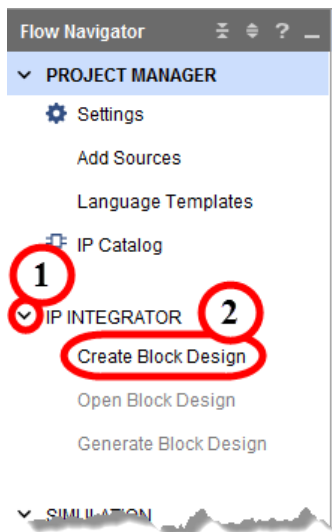 Flow Navigator ?
PROJECT MANAGER
Settings
Add Sources
Language Templates
IP Catalog
1
IP INTEGRATOR 2
Create Block Design
Open Block Design
Generate Block Design
SIMULATION